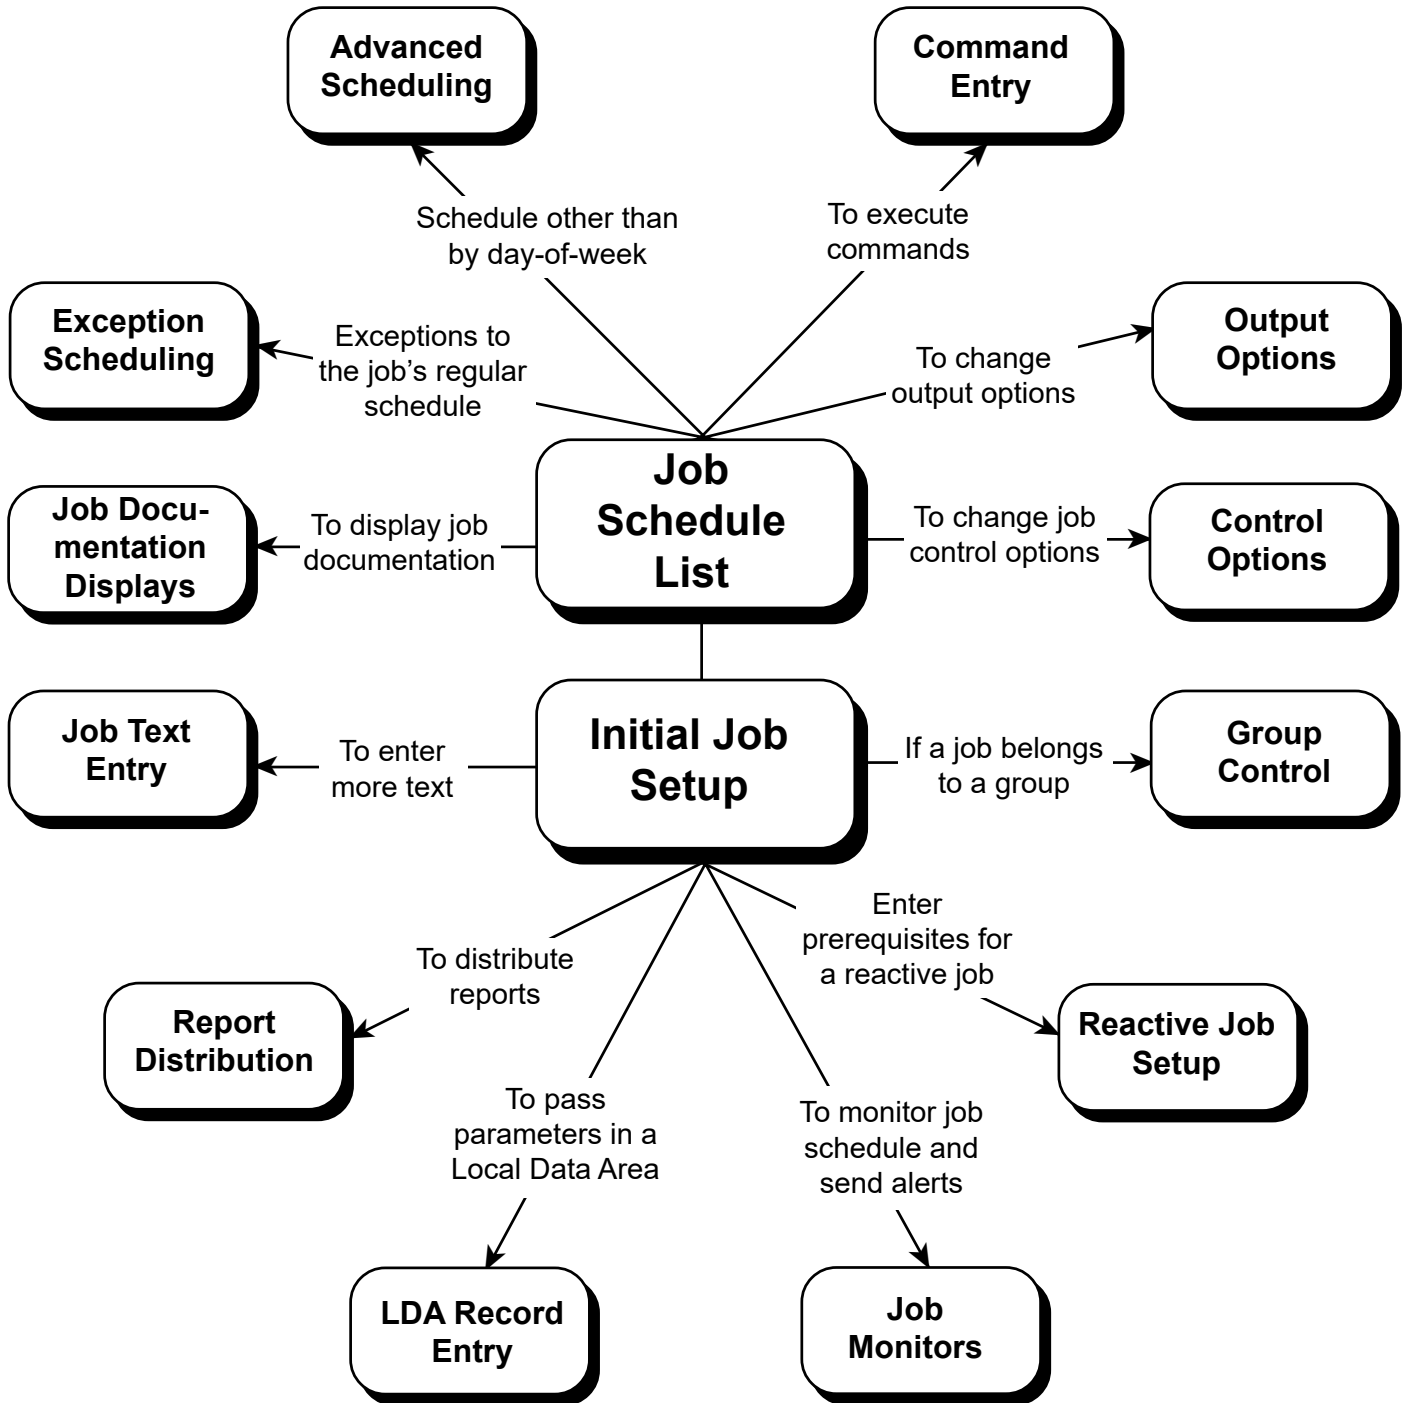 Advanced
Scheduling
Command
Entry
Schedule other than
by day-of-week
To execute
commands
Exception
Scheduling
Exceptions to
the job’s regular
schedule
To change
output options
Output
Options
Job Docu-
mentation
Displays
To display job
documentation
Job
Schedule
List
To change job
control options
Control
Options
Job Text
Entry
To enter
more text
Initial Job
Setup
If a job belongs
to a group
Group
Control
To distribute
reports
Enter
prerequisites for
a reactive job
Report
Distribution
Reactive Job
Setup
To pass
parameters in a
Local Data Area
To monitor job
schedule and
send alerts
LDA Record
Entry
Job
Monitors